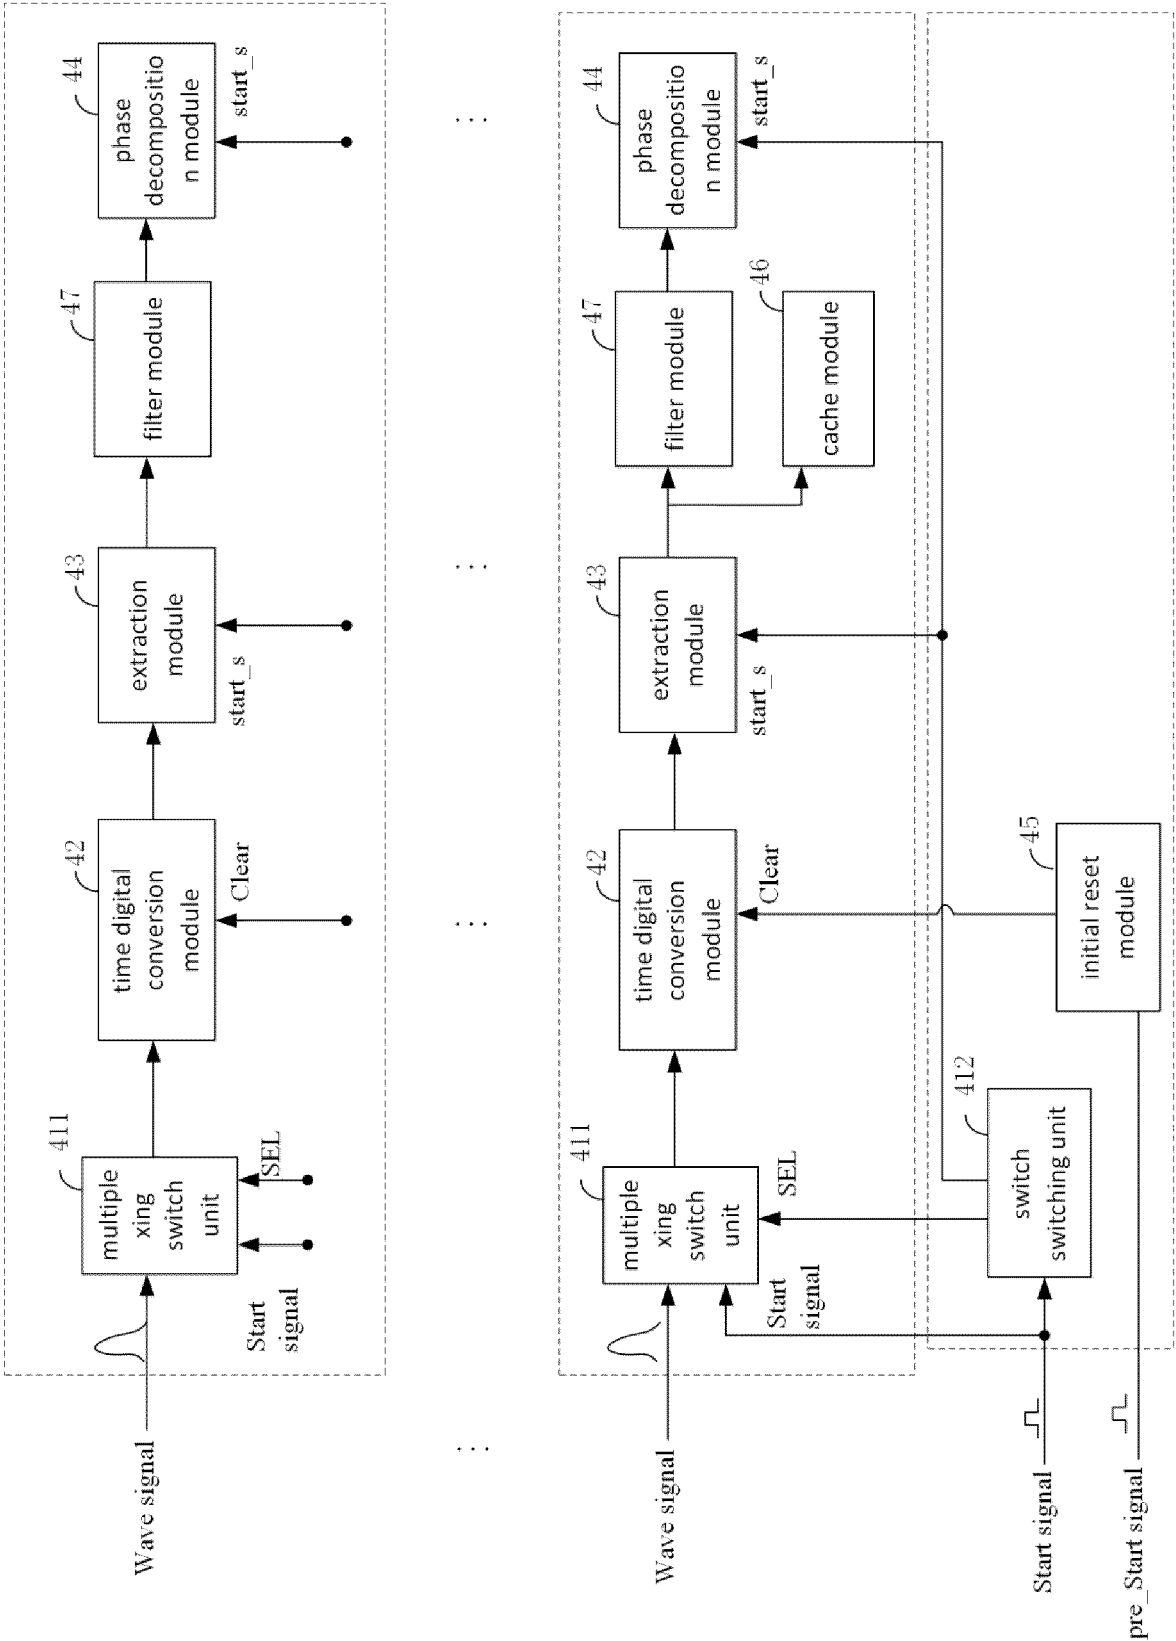 Wave signal
multiple
xing
switch
unit
411
Start
signal
SEL
time digital
conversion
module
42
Clear
extraction
module
43
start_s
filter module
47
phase
decompositio
n module
44
start_s
...
...
...
...
Wave signal
multiple
xing
switch
unit
411
Start
signal
SEL
time digital
conversion
module
42
Clear
extraction
module
43
start_s
filter module
47
cache module
46
phase
decompositio
n module
44
start_s
Start signal
switch
switching unit
412
pre_Start signal
initial reset
module
45